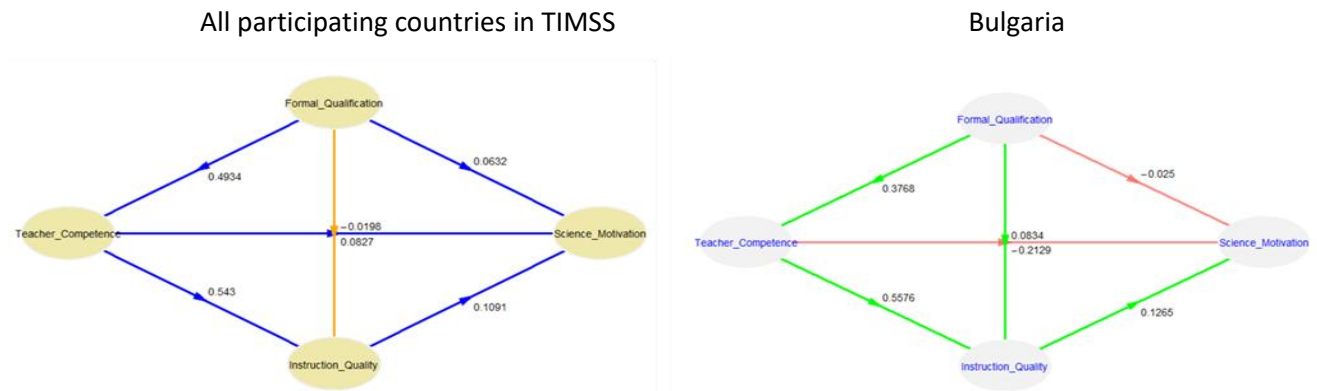 All participating countries in TIMSS
Bulgaria
Formal_Qualification
0.4934
0.0632
Teacher_Competence
-0.0198
0.0827
Science_Motivation
0.543
0.1091
Instruction_Quality
Formal_Qualification
0.3768
-0.025
Teacher_Competence
0.0834
-0.2129
Science_Motivation
0.5576
0.1265
Instruction_Quality